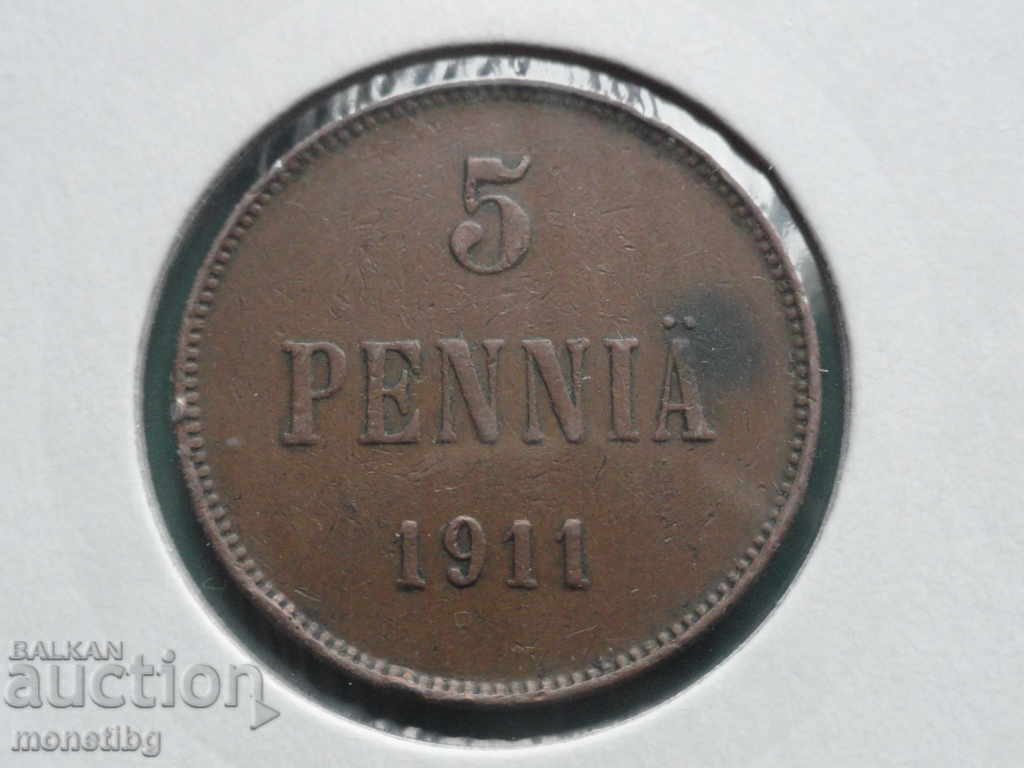 5
PENNIÄ
1911
BALKAN
auction
monetibg